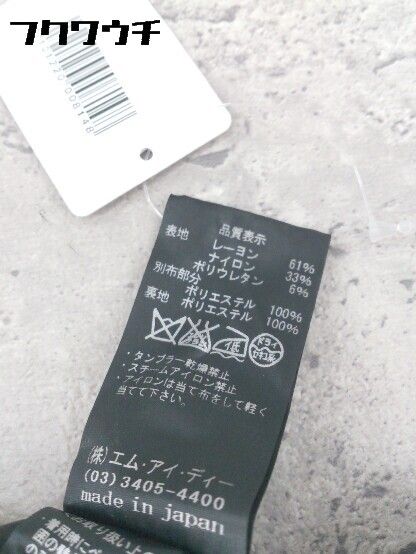 フクワウチ
品質表示
表地 レーヨン 61%
ナイロン 33%
ポリウレタン 6%
別布部分
ポリエステル 100%
裏地 ポリエステル 100%
低
ドライ
セキユ系
・タンブラー乾燥禁止
・スチームアイロン禁止
・アイロンは当て布をして軽く
当てて下さい。
(株)エム・アイ・ディー
(03) 3405-4400
made in japan